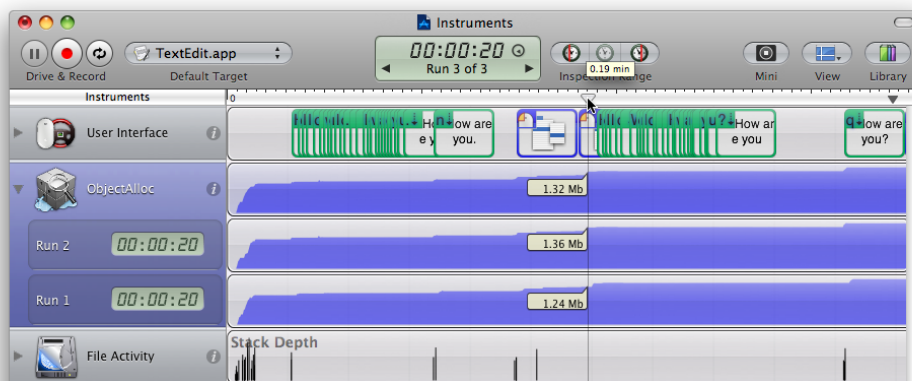 Instruments
00:00:20
Run 3 of 3
TextEdit.app
0.19 min
Drive & Record
Default Target
Inspection Range
Mini
View
Library
Instruments
0
User Interface
How are you.
How are you
you?
ObjectAlloc
1.32 Mb
Run 2
00:00:20
1.36 Mb
Run 1
00:00:20
1.24 Mb
Stack Depth
File Activity